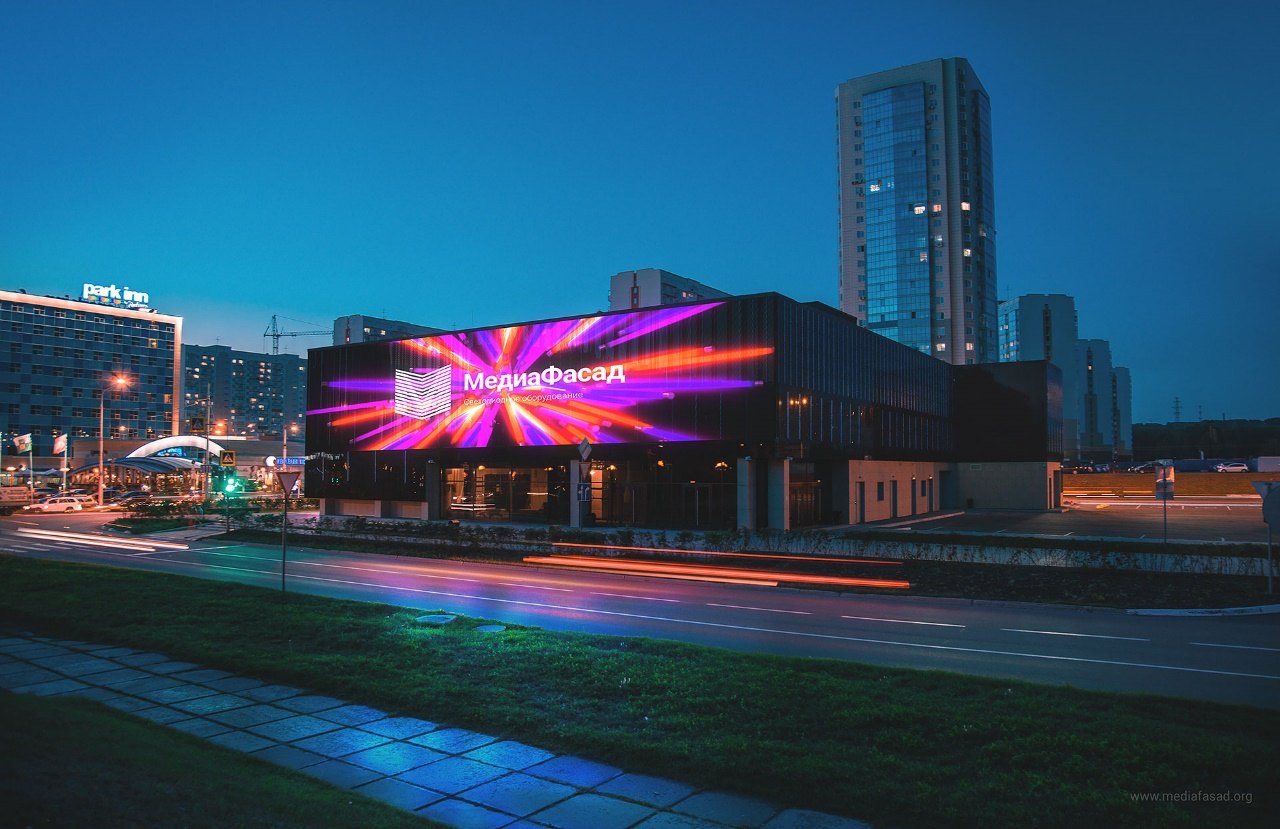 park inn
МедиаФасад
Светодиодное оборудование
www.mediafasad.org